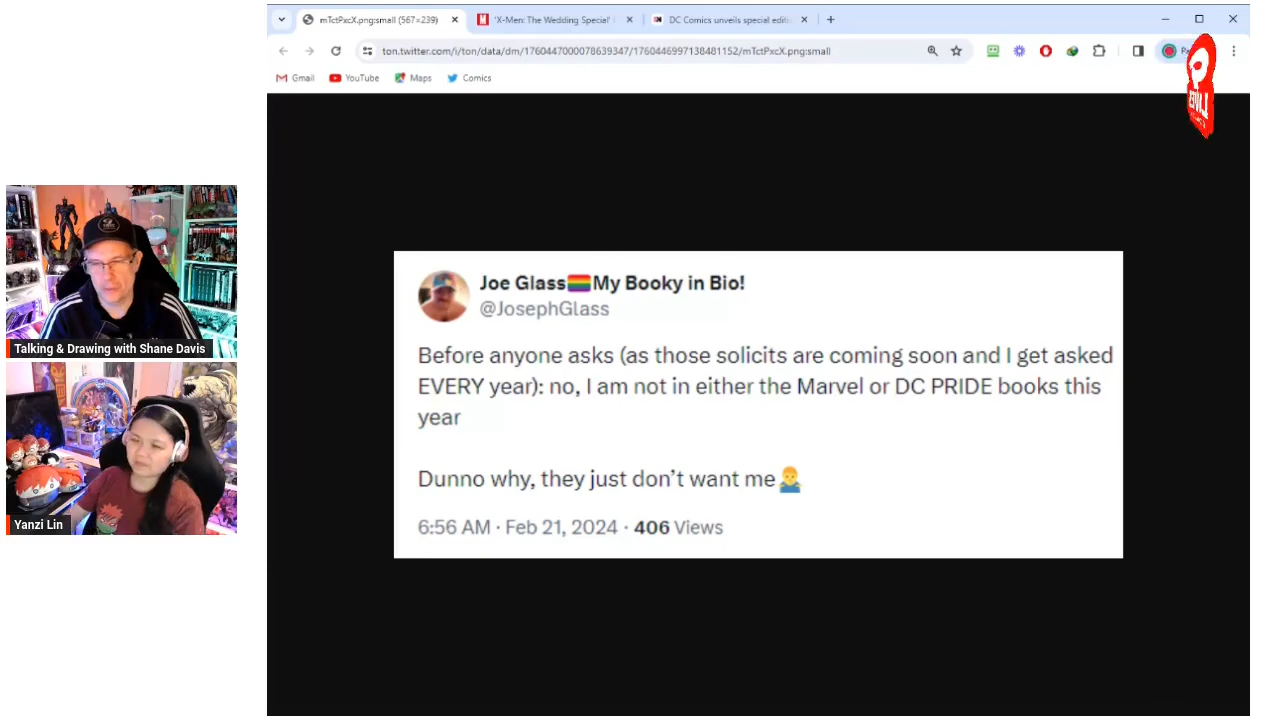 mTctPxcX.png:small (567×239)
'X-Men: The Wedding Special'
DC Comics unveils special editi
ton.twitter.com/i/ton/data/dm/1760447000078639347/1760446997138481152/mTctPxcX.png:small
Gmail
YouTube
Maps
Comics
Joe Glass🏳️‍🌈My Booky in Bio!
@JosephGlass
Before anyone asks (as those solicits are coming soon and I get asked
EVERY year): no, I am not in either the Marvel or DC PRIDE books this
year
Dunno why, they just don't want me🤷‍♂️
6:56 AM · Feb 21, 2024 · 406 Views
Talking & Drawing with Shane Davis
Yanzi Lin